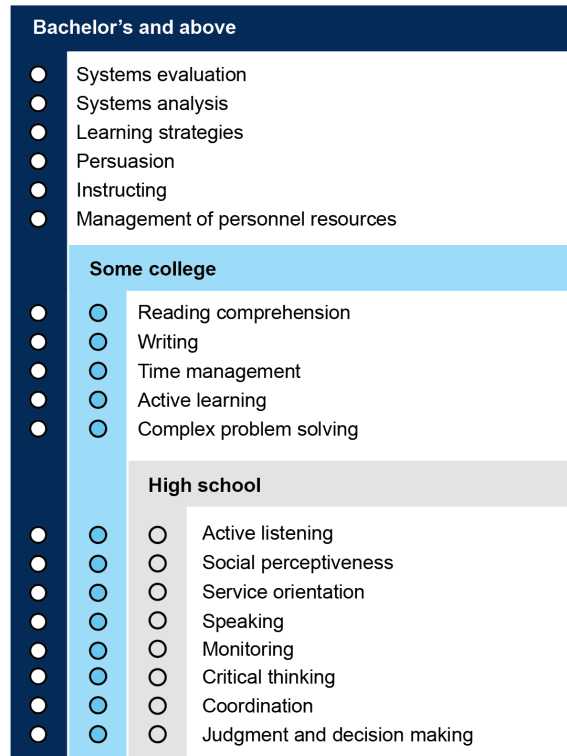 Bachelor’s and above
Systems evaluation
Systems analysis
Learning strategies
Persuasion
Instructing
Management of personnel resources
Some college
Reading comprehension
Writing
Time management
Active learning
Complex problem solving
High school
Active listening
Social perceptiveness
Service orientation
Speaking
Monitoring
Critical thinking
Coordination
Judgment and decision making